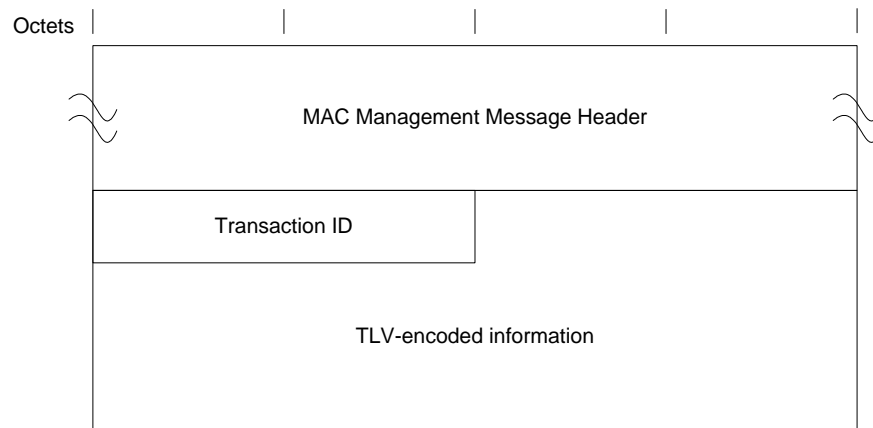 Octets
MAC Management Message Header
Transaction ID
TLV-encoded information